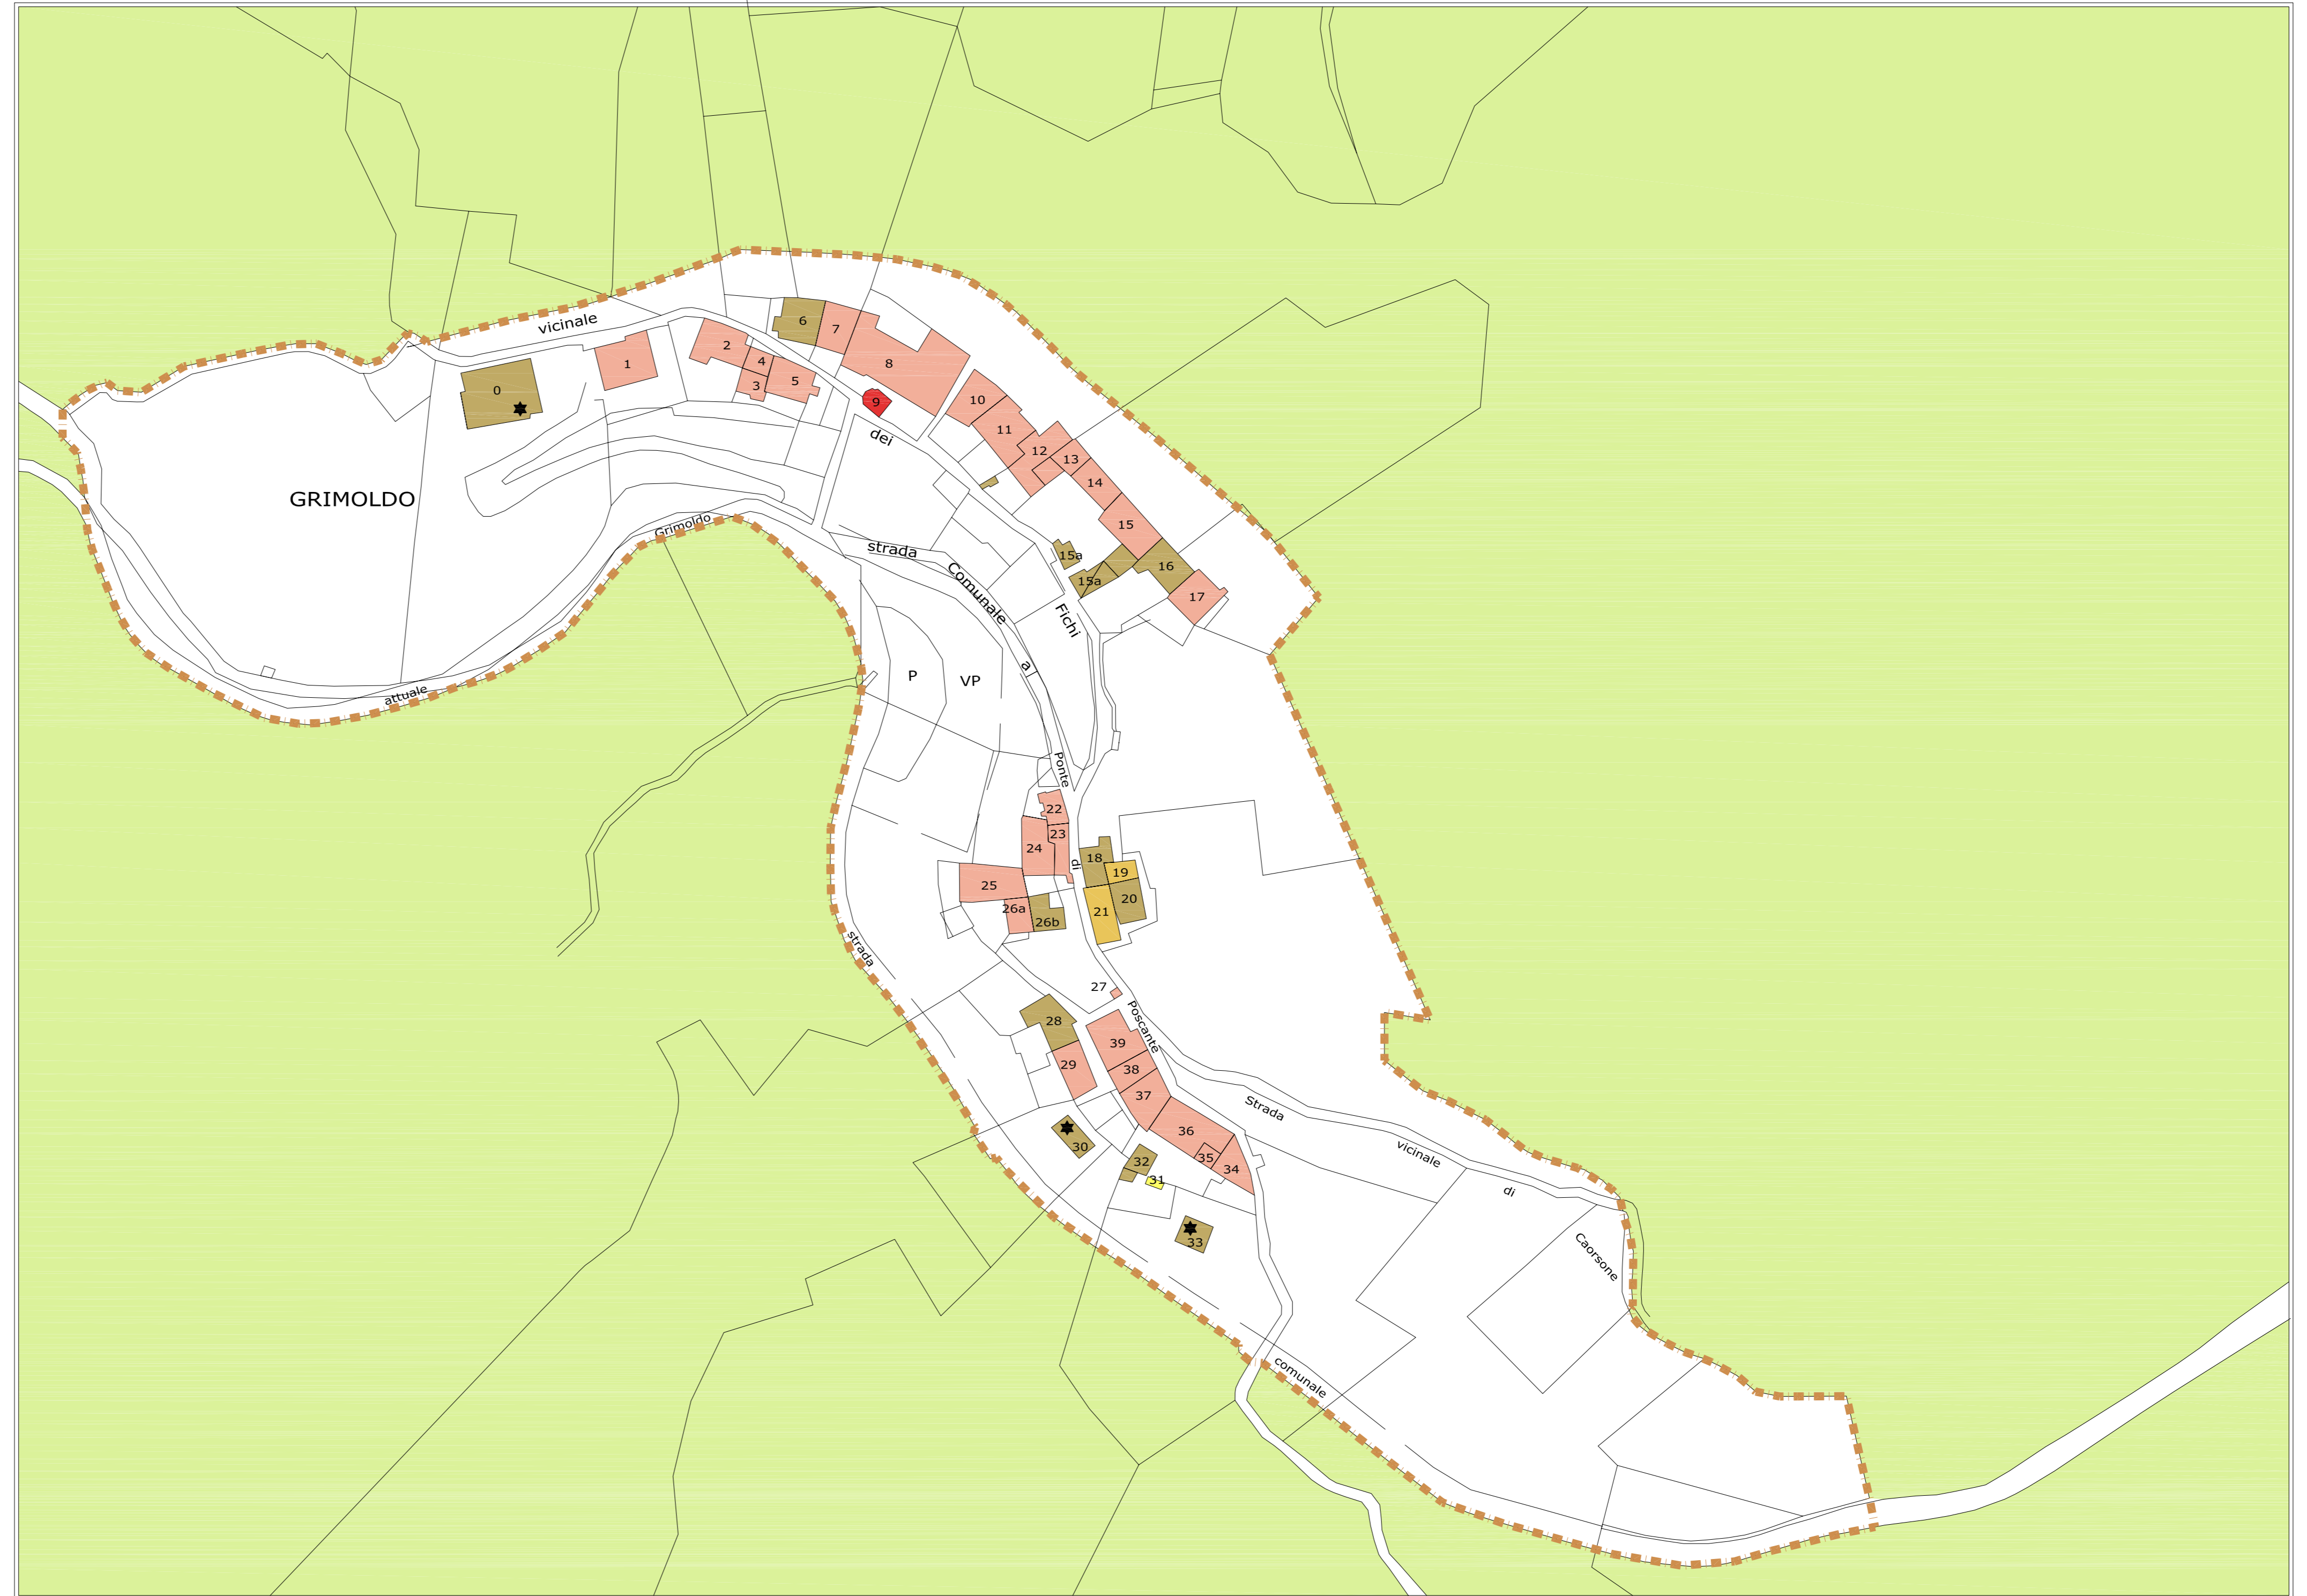 vicinale
6
7
2
1
4
8
3
5
0
9
10
dei
11
12
13
14
GRIMOLDO
15
Grimoldo
strada
15a
16
15a
Comunale
17
Fichi
al
P
VP
attuale
Ponte
22
23
24
di
18
19
25
20
26a
21
26b
strada
27
Poscante
28
39
29
38
37
Strada
36
30
vicinale
35
32
34
31
di
33
Caorsone
comunale